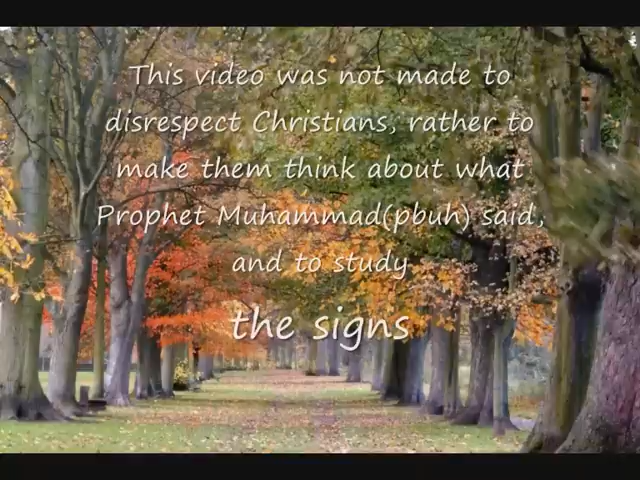 This video was not made to
disrespect Christians, rather to
make them think about what
Prophet Muhammad(pbuh) said,
and to study
the signs